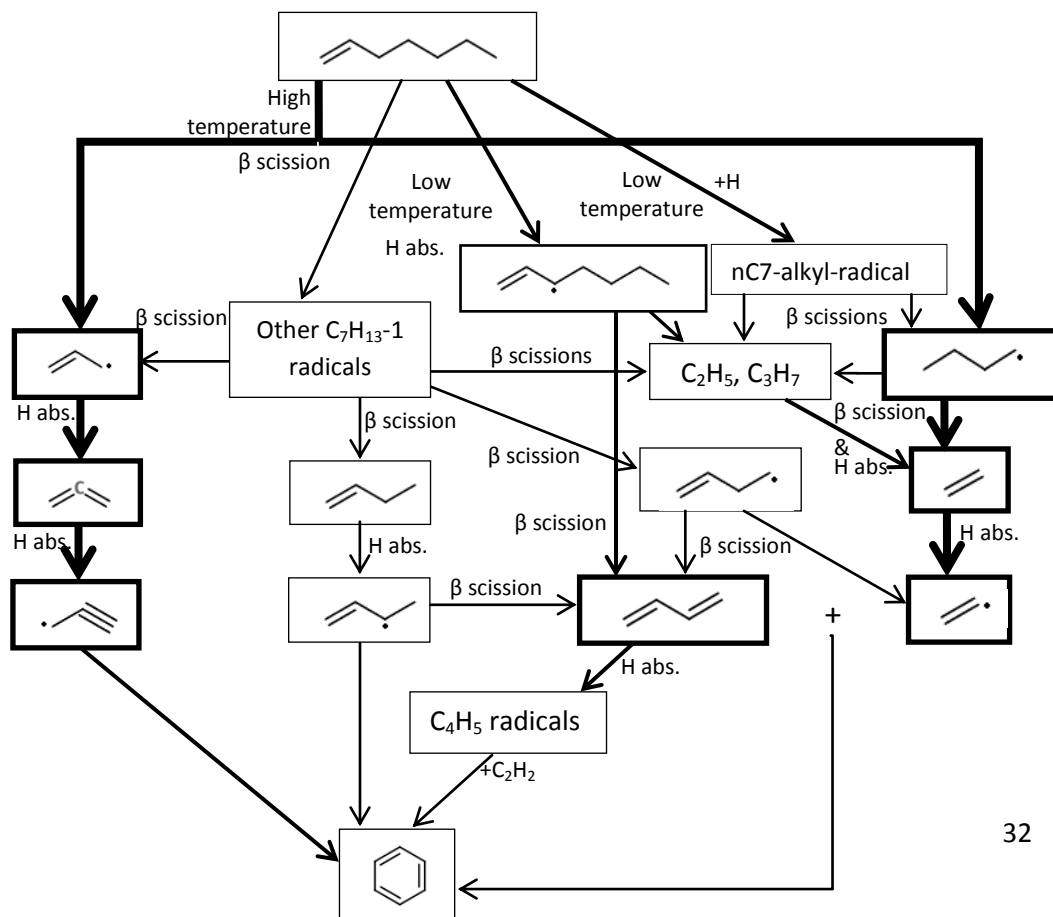 High
temperature
β scission
Low
temperature
H abs.
Low
temperature
+H
nC7-alkyl-radical
β scission
Other C₇H₁₃-1
radicals
β scissions
β scissions
C₂H₅, C₃H₇
H abs.
β scission
β scission
β scission
&
H abs.
C
H abs.
H abs.
β scission
β scission
H abs.
β scission
+
H abs.
C₄H₅ radicals
+C₂H₂
32